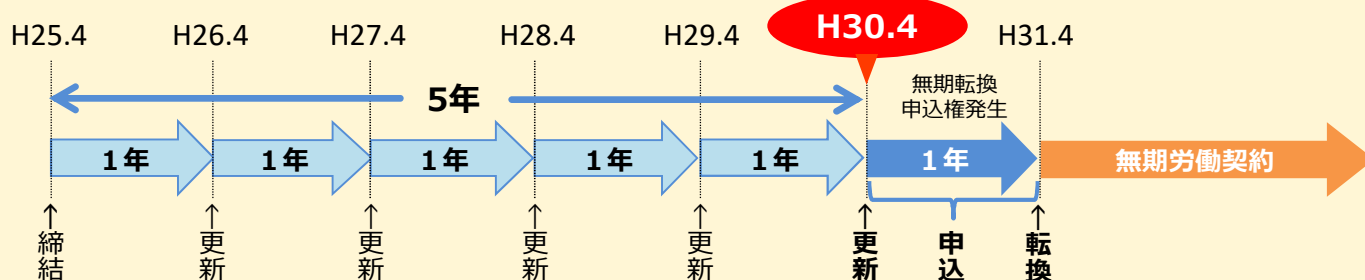 H25.4 H26.4 H27.4 H28.4 H29.4 H30.4 H31.4
5年
無期転換
申込権発生
1年 1年 1年 1年 1年 1年 無期労働契約
↑締結 ↑更新 ↑更新 ↑更新 ↑更新 ↑更新 申込 ↑転換